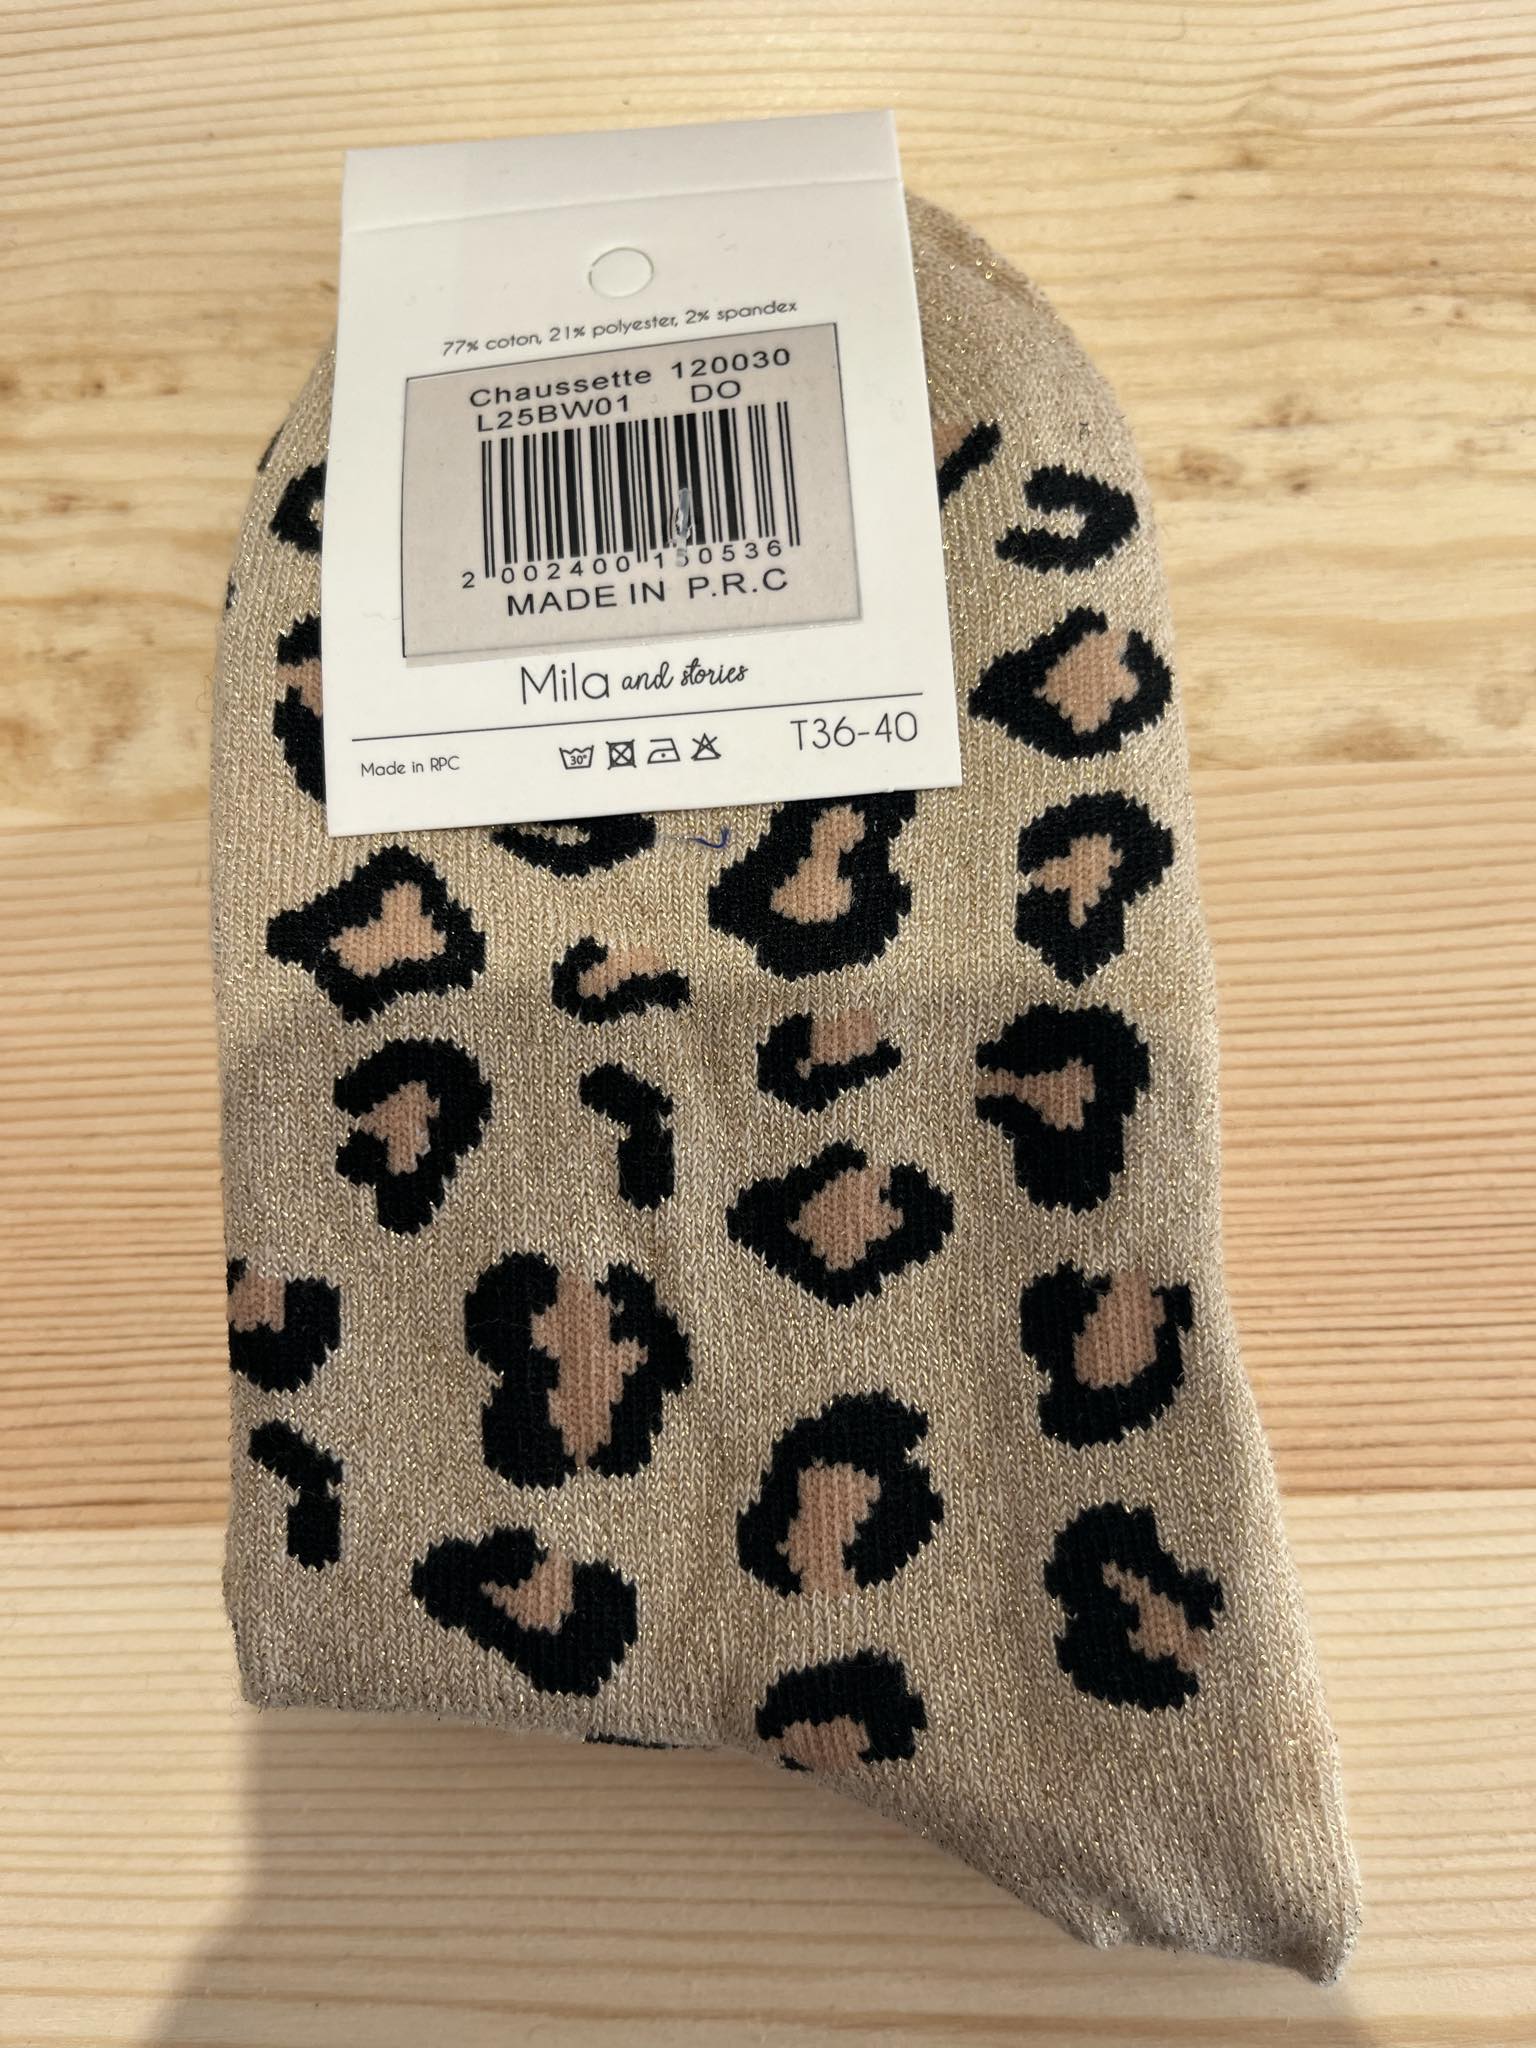 77% coton, 21% polyester, 2% spandex
Chaussette 120030
L25BW01 DO
2 002400 150536
MADE IN P.R.C
Mila and stories
Made in RPC 30° T36-40